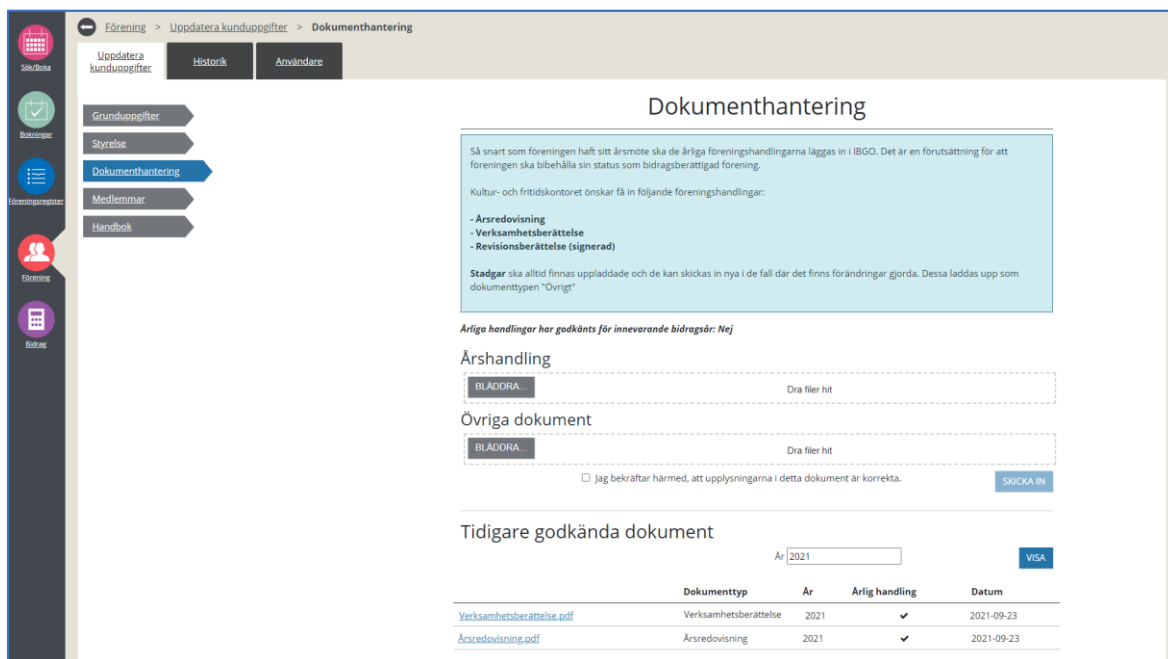 Förening > Uppdatera kunduppgifter > Dokumenthantering
Uppdatera
kunduppgifter
Historik
Användare
Sök/Boka
Bokningar
Föreningsregister
Förening
Bidrag
Grunduppgifter
Styrelse
Dokumenthantering
Medlemmar
Handbok
Dokumenthantering
Så snart som föreningen haft sitt årsmöte ska de årliga föreningshandlingarna läggas in i IBGO. Det är en förutsättning för att
föreningen ska bibehålla sin status som bidragsberättigad förening.
Kultur- och fritidskontoret önskar få in följande föreningshandlingar:
- Årsredovisning
- Verksamhetsberättelse
- Revisionsberättelse (signerad)
Stadgar ska alltid finnas uppladdade och de kan skickas in nya i de fall där det finns förändringar gjorda. Dessa laddas upp som
dokumenttypen "Övrigt"
Årliga handlingar har godkänts för innevarande bidragsår: Nej
Årshandling
BLÄDDRA... Dra filer hit
Övriga dokument
BLÄDDRA... Dra filer hit
Jag bekräftar härmed, att upplysningarna i detta dokument är korrekta. SKICKA IN
Tidigare godkända dokument
År 2021 VISA
Dokumenttyp År Årlig handling Datum
Verksamhetsberättelse.pdf Verksamhetsberättelse 2021 ✔ 2021-09-23
Årsredovisning.pdf Årsredovisning 2021 ✔ 2021-09-23